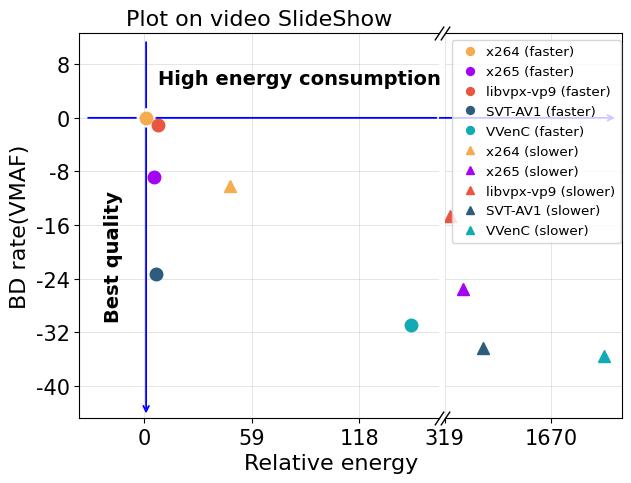 Plot on video SlideShow
High energy consumption
Best quality
BD rate(VMAF)
8
0
-8
-16
-24
-32
-40
0
59
118
319
1670
Relative energy
x264 (faster)
x265 (faster)
libvpx-vp9 (faster)
SVT-AV1 (faster)
VVenC (faster)
x264 (slower)
x265 (slower)
libvpx-vp9 (slower)
SVT-AV1 (slower)
VVenC (slower)